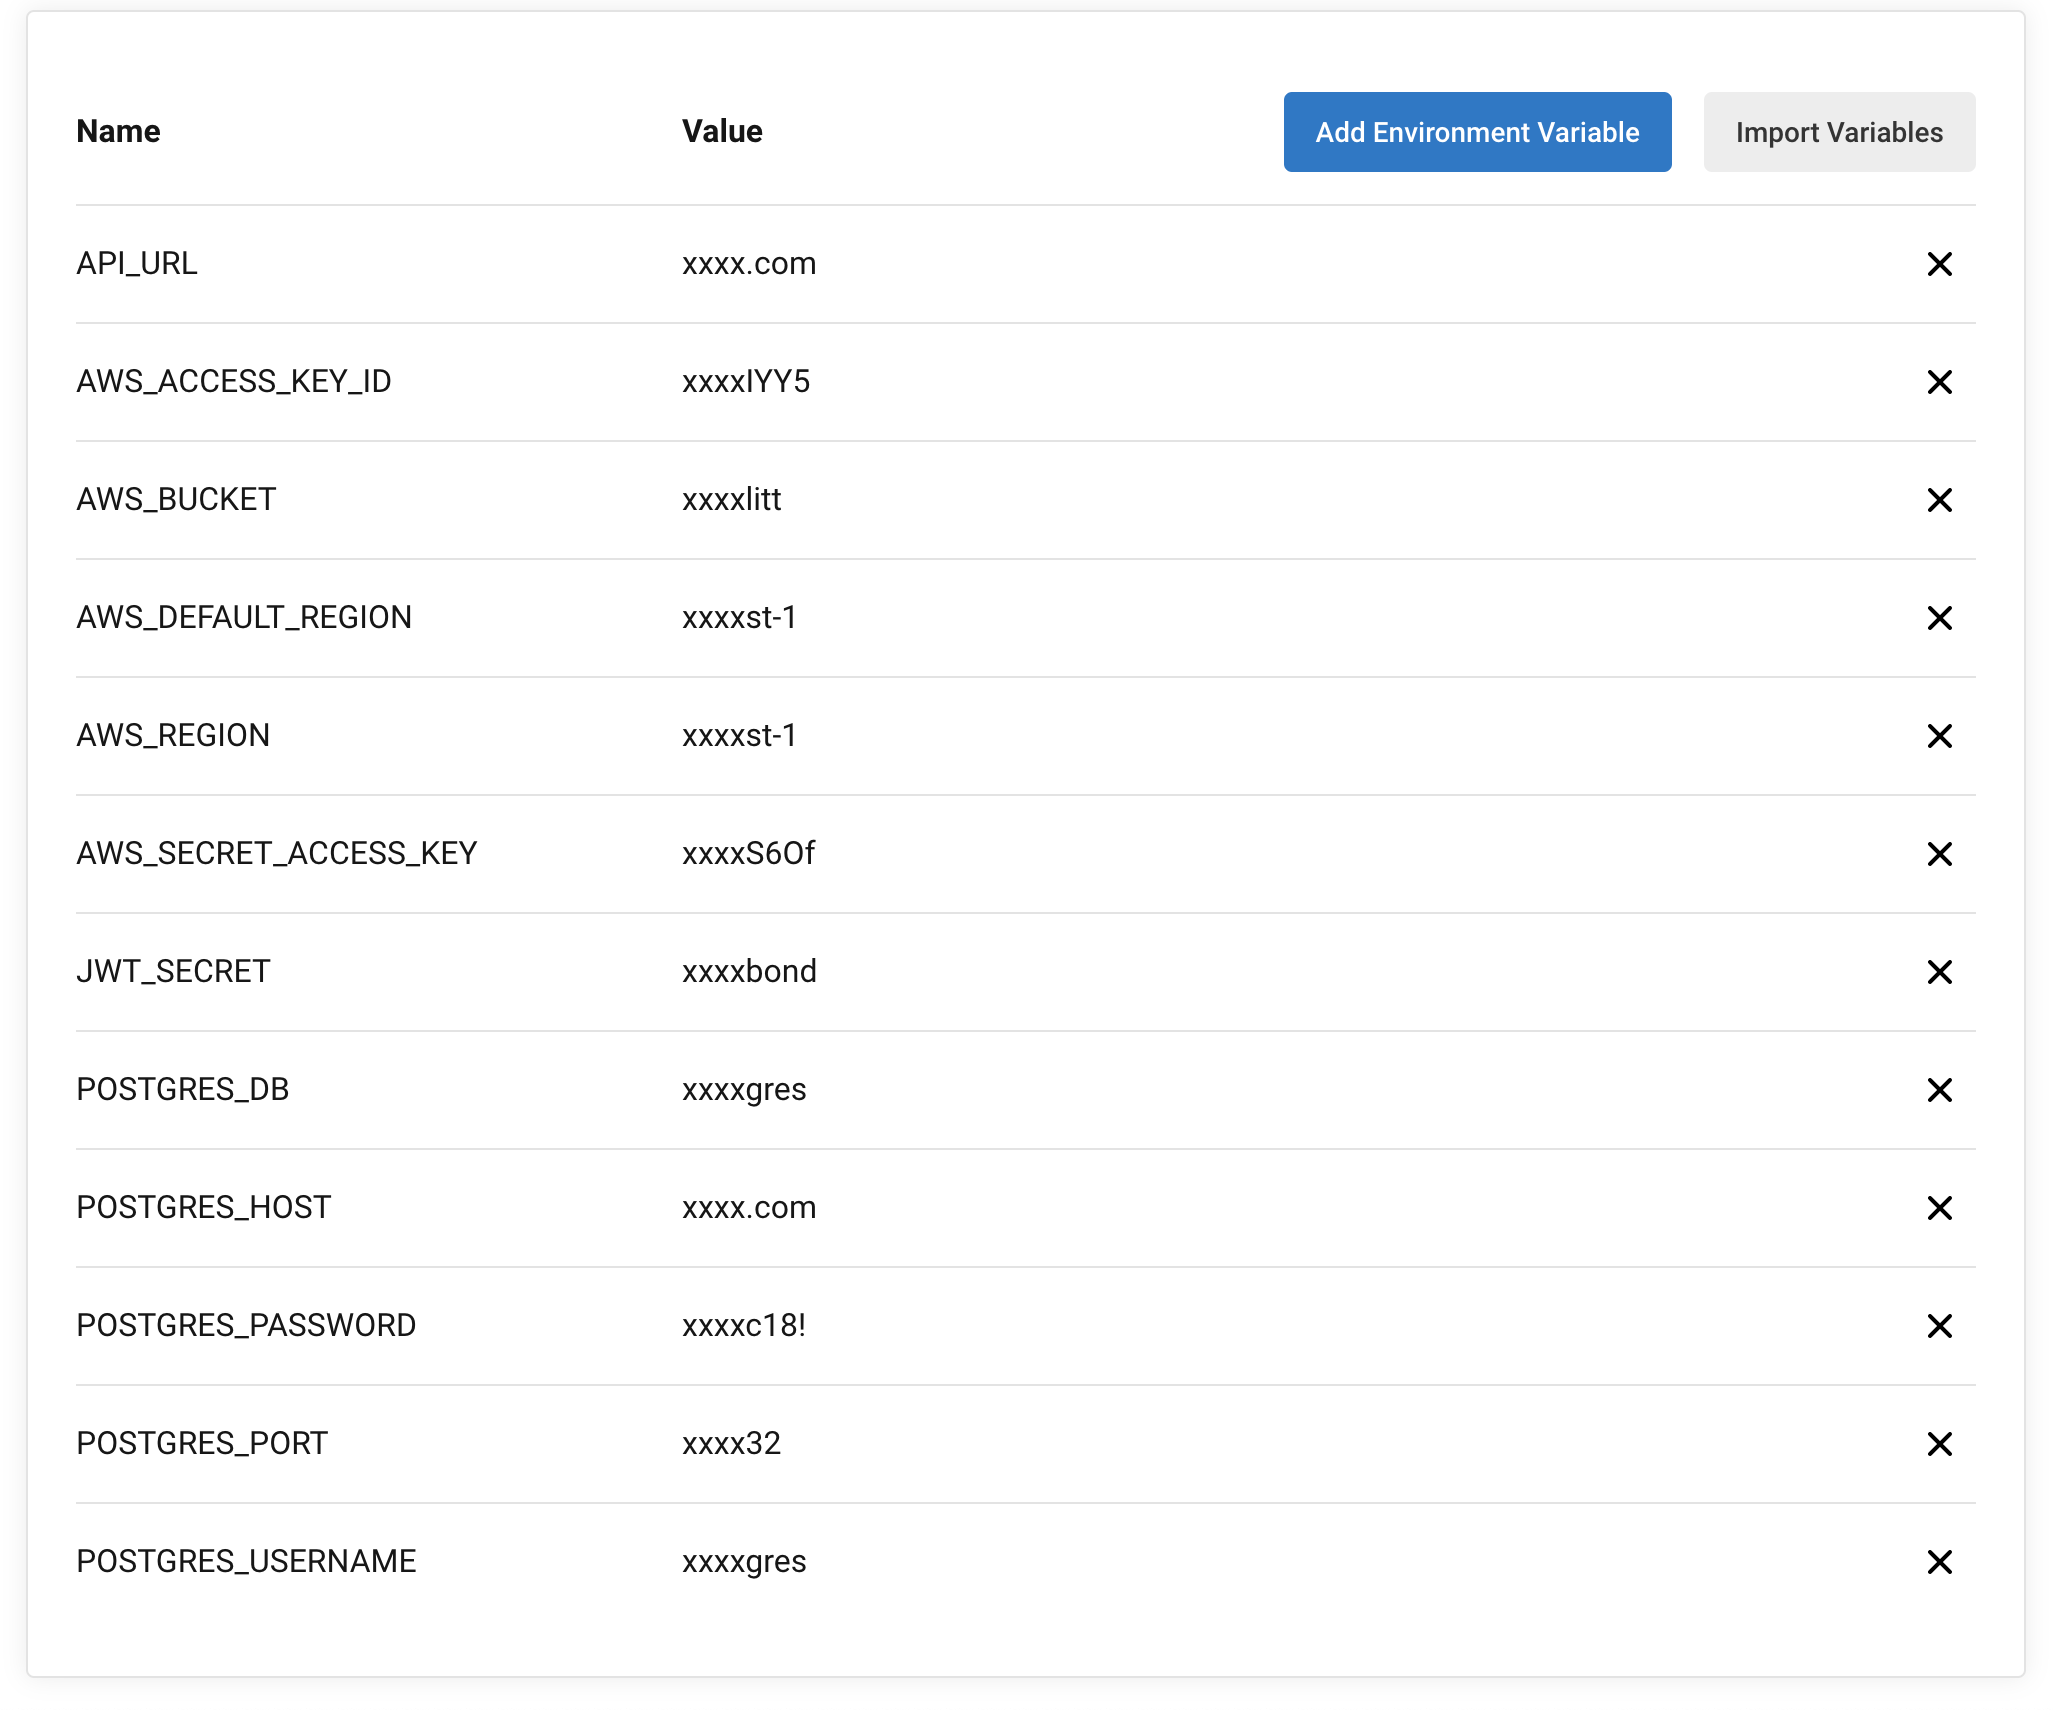 Name Value Add Environment Variable Import Variables
API_URL xxxx.com
AWS_ACCESS_KEY_ID xxxxIYY5
AWS_BUCKET xxxxlitt
AWS_DEFAULT_REGION xxxxst-1
AWS_REGION xxxxst-1
AWS_SECRET_ACCESS_KEY xxxxS6Of
JWT_SECRET xxxxbond
POSTGRES_DB xxxxgres
POSTGRES_HOST xxxx.com
POSTGRES_PASSWORD xxxxc18!
POSTGRES_PORT xxxx32
POSTGRES_USERNAME xxxxgres